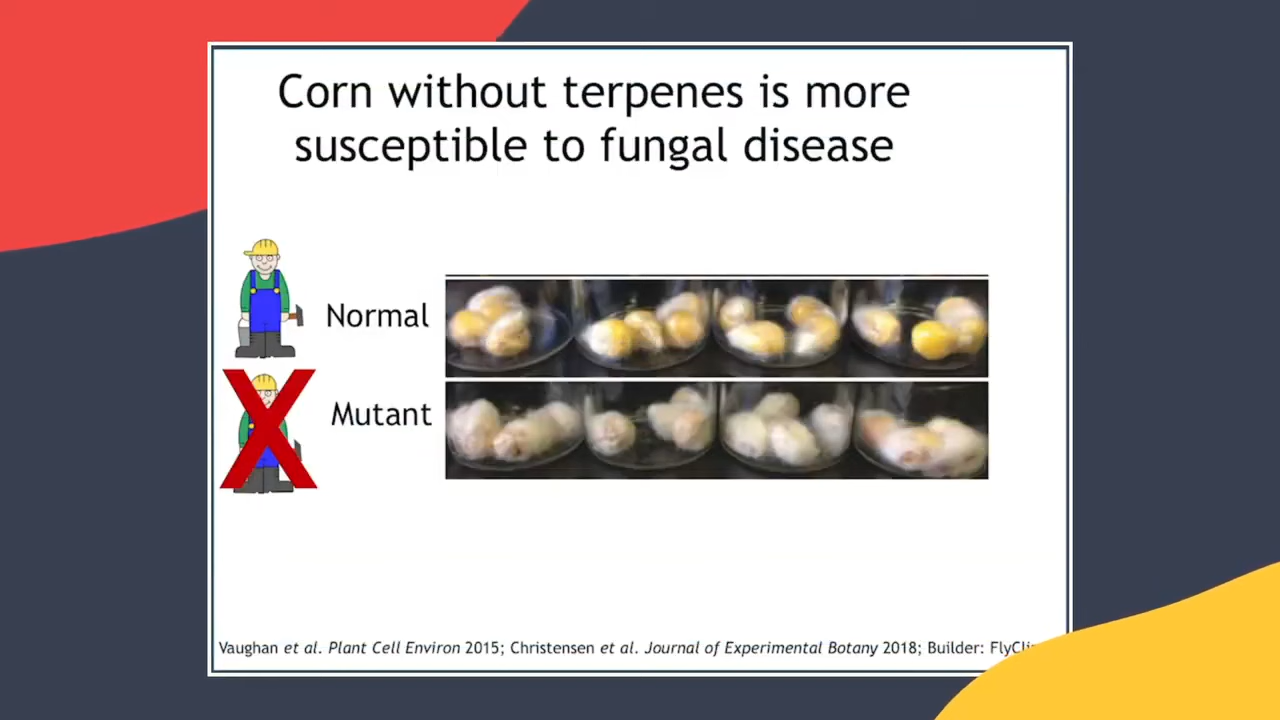 Corn without terpenes is more
susceptible to fungal disease
Normal
Mutant
Vaughan et al. Plant Cell Environ 2015; Christensen et al. Journal of Experimental Botany 2018; Builder: